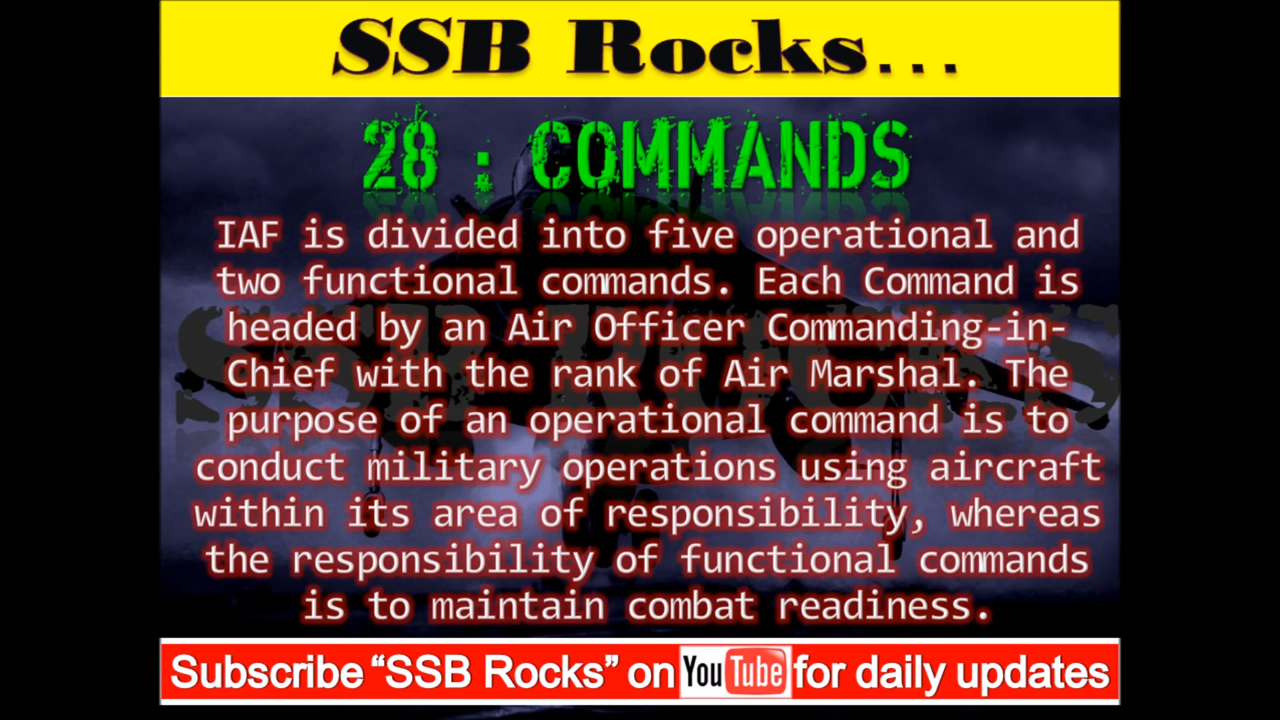 SSB Rocks...
28 : COMMANDS
IAF is divided into five operational and
two functional commands. Each Command is
headed by an Air Officer Commanding-in-
Chief with the rank of Air Marshal. The
purpose of an operational command is to
conduct military operations using aircraft
within its area of responsibility, whereas
the responsibility of functional commands
is to maintain combat readiness.
SSB ROCKS
Subscribe “SSB Rocks” on YouTube for daily updates